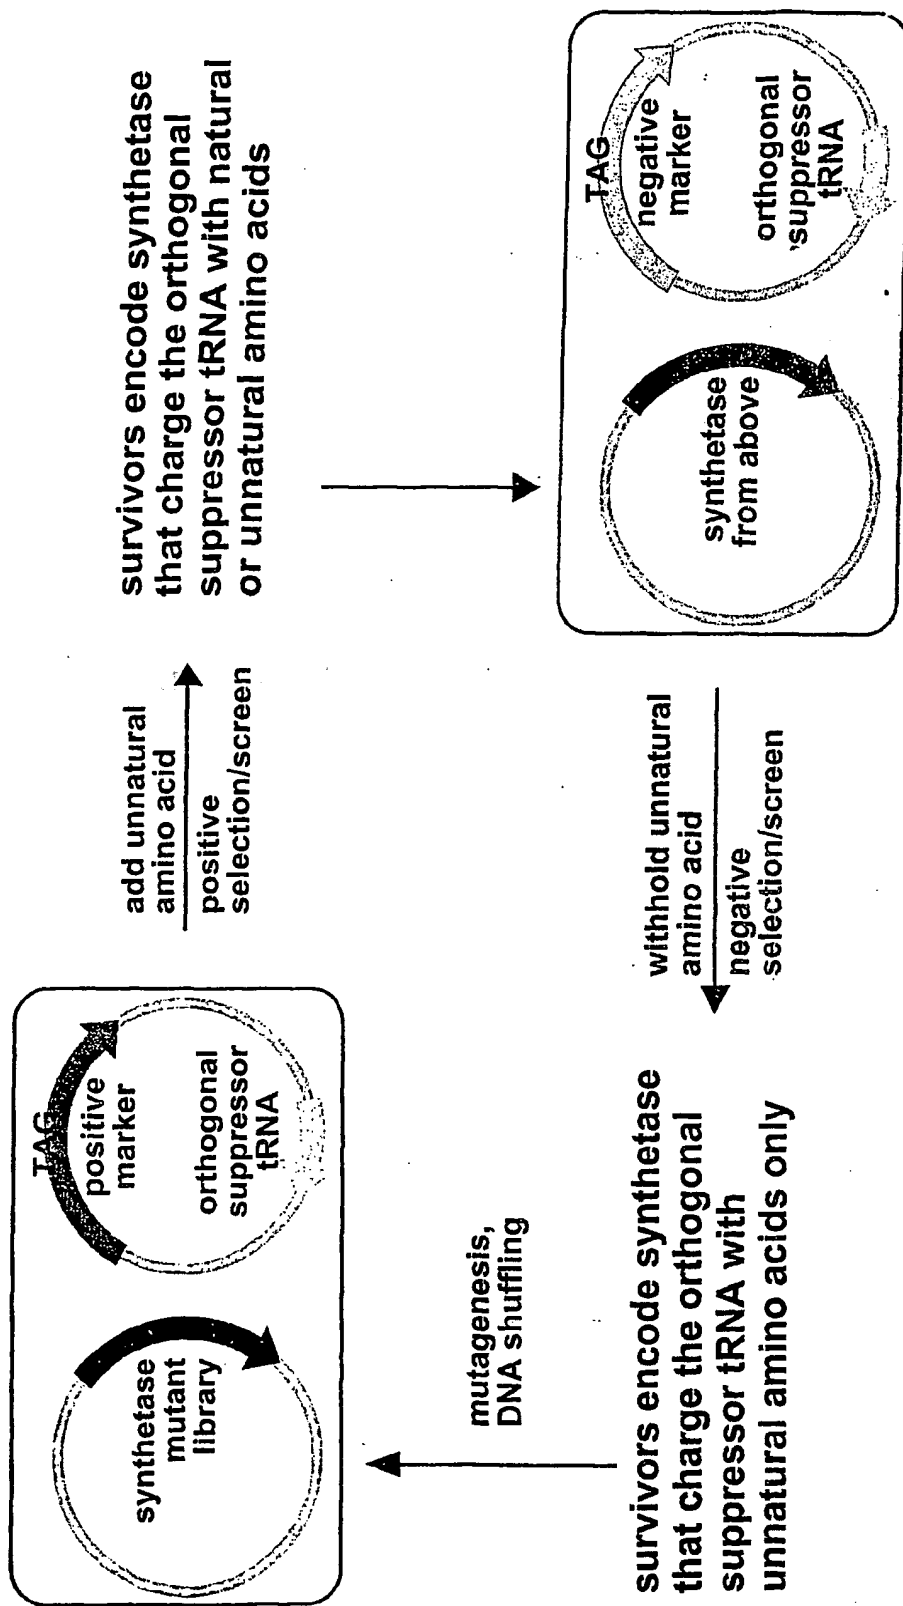 synthetase
mutant
library
TAG
positive
marker
orthogonal
suppressor
tRNA
add unnatural
amino acid
positive
selection/screen
survivors encode synthetase
that charge the orthogonal
suppressor tRNA with natural
or unnatural amino acids
synthetase
from above
TAG
negative
marker
orthogonal
suppressor
tRNA
withhold unnatural
amino acid
negative
selection/screen
survivors encode synthetase
that charge the orthogonal
suppressor tRNA with
unnatural amino acids only
mutagenesis,
DNA shuffling